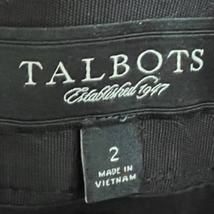 TALBOTS
Established 1947
2
MADE IN
VIETNAM